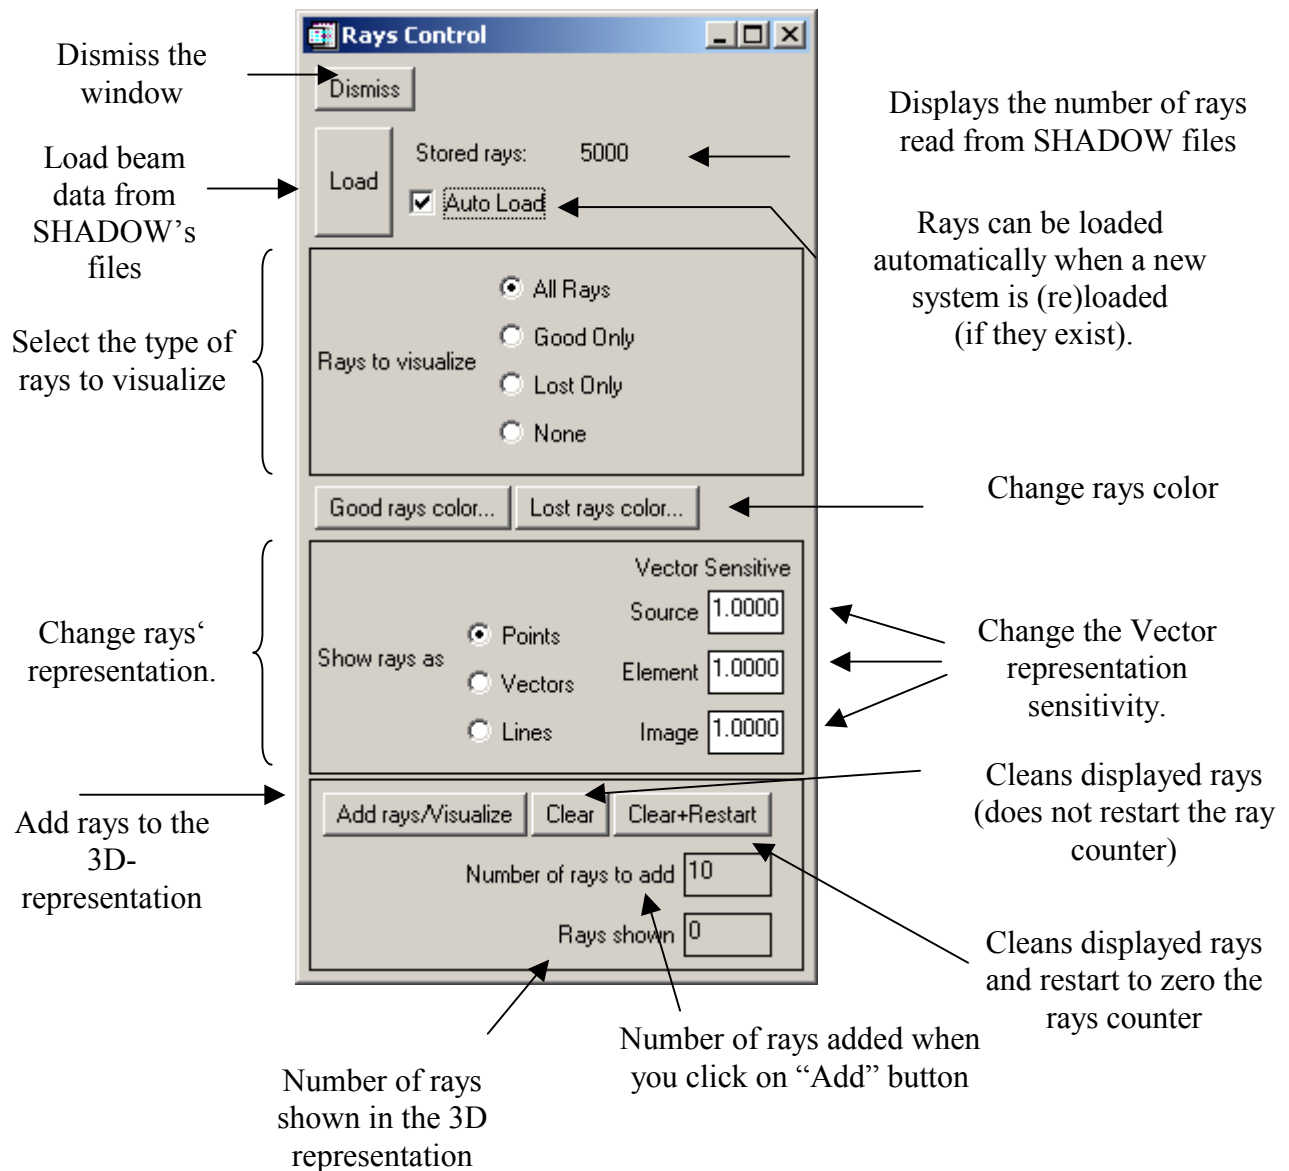 Rays Control
Dismiss the
window
Dismiss
Displays the number of rays
read from SHADOW files
Load beam
data from
SHADOW’s
files
Load
Stored rays: 5000
Auto Load
Rays can be loaded
automatically when a new
system is (re)loaded
(if they exist).
Select the type of
rays to visualize
Rays to visualize
All Rays
Good Only
Lost Only
None
Good rays color...
Lost rays color...
Change rays color
Change rays‘
representation.
Show rays as
Points
Vectors
Lines
Vector Sensitive
Source 1.0000
Element 1.0000
Image 1.0000
Change the Vector
representation
sensitivity.
Add rays to the
3D-
representation
Add rays/Visualize
Clear
Clear+Restart
Cleans displayed rays
(does not restart the ray
counter)
Number of rays to add 10
Rays shown 0
Cleans displayed rays
and restart to zero the
rays counter
Number of rays added when
you click on “Add” button
Number of rays
shown in the 3D
representation